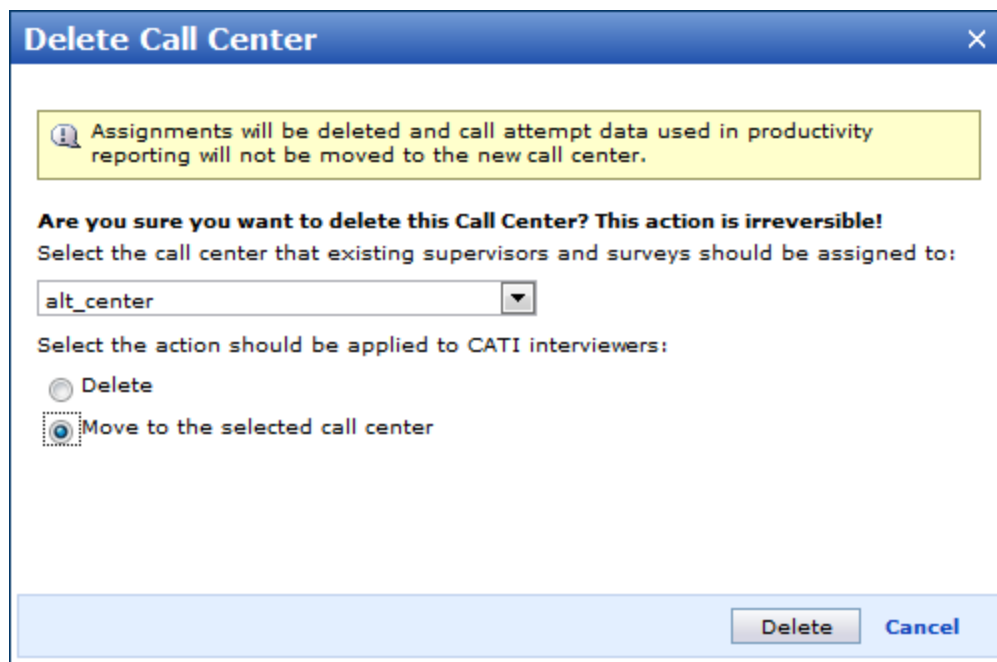 Delete Call Center
Assignments will be deleted and call attempt data used in productivity
reporting will not be moved to the new call center.
Are you sure you want to delete this Call Center? This action is irreversible!
Select the call center that existing supervisors and surveys should be assigned to:
alt_center
Select the action should be applied to CATI interviewers:
Delete
Move to the selected call center
Delete Cancel